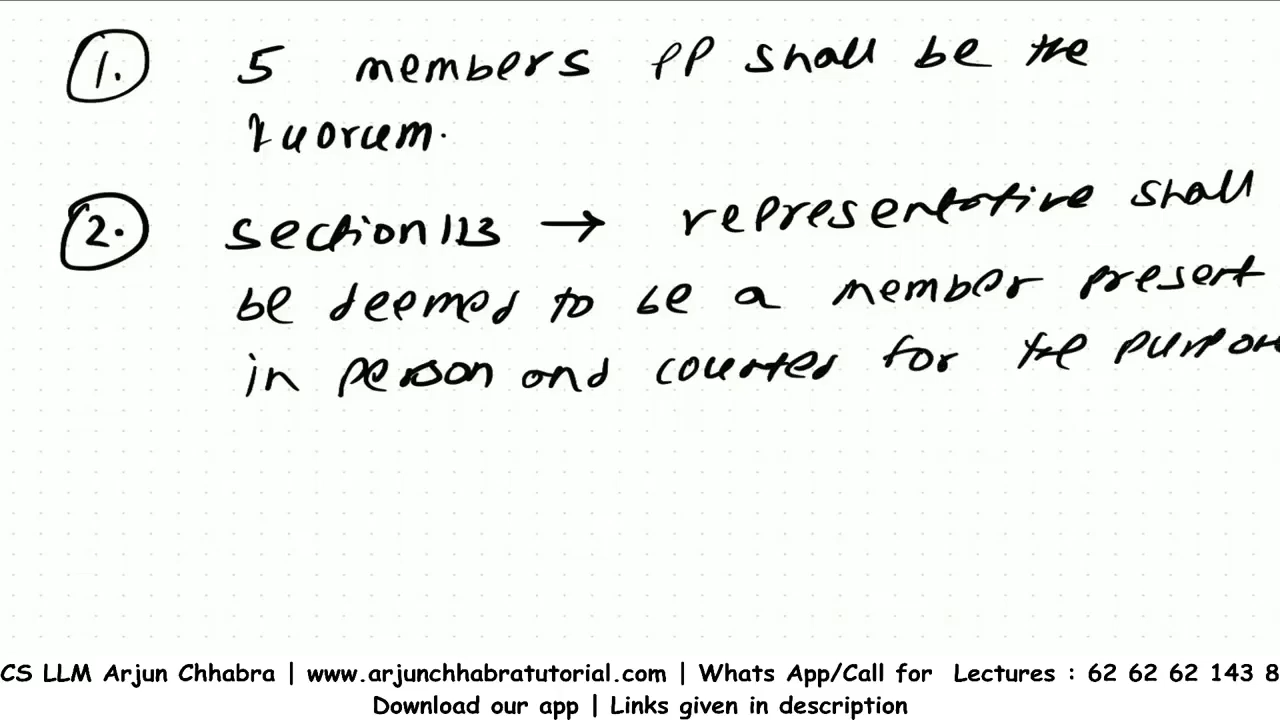 1. 5 members PP shall be the
quorum.
2. section 113 → representative shall
be deemed to be a member present
in person and counted for the purpose
CS LLM Arjun Chhabra | www.arjunchhabratutorial.com | Whats App/Call for Lectures : 62 62 62 143 8
Download our app | Links given in description